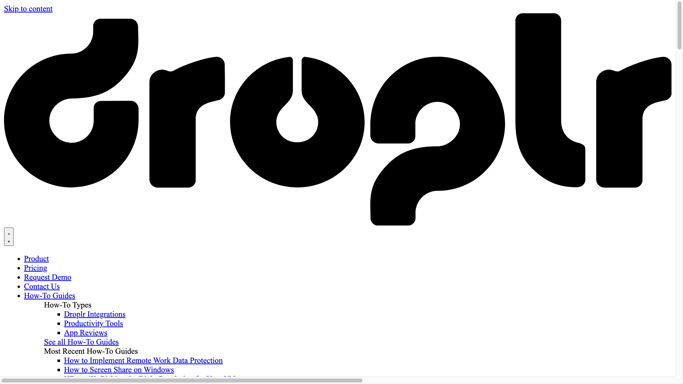 Skip to content
droplr
Product
Pricing
Request Demo
Contact Us
How-To Guides
How-To Types
Droplr Integrations
Productivity Tools
App Reviews
See all How-To Guides
Most Recent How-To Guides
How to Implement Remote Work Data Protection
How to Screen Share on Windows